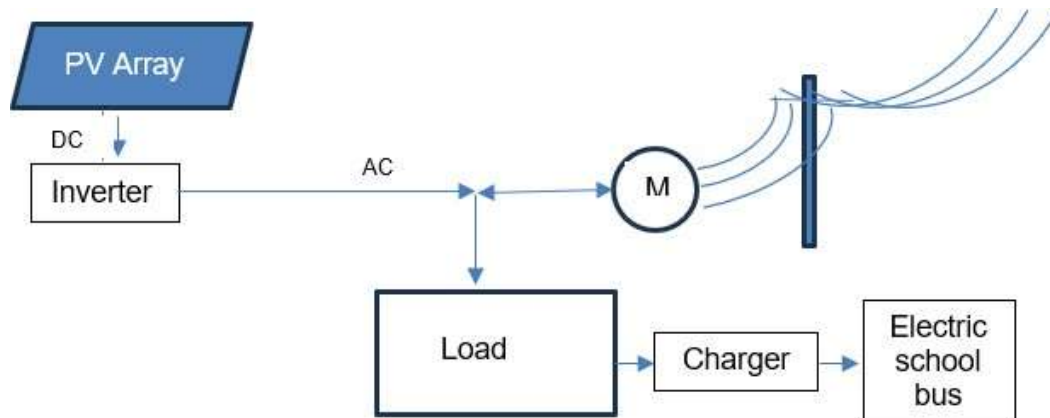 PV Array
DC
AC
Inverter
M
Load
Charger
Electric
school
bus